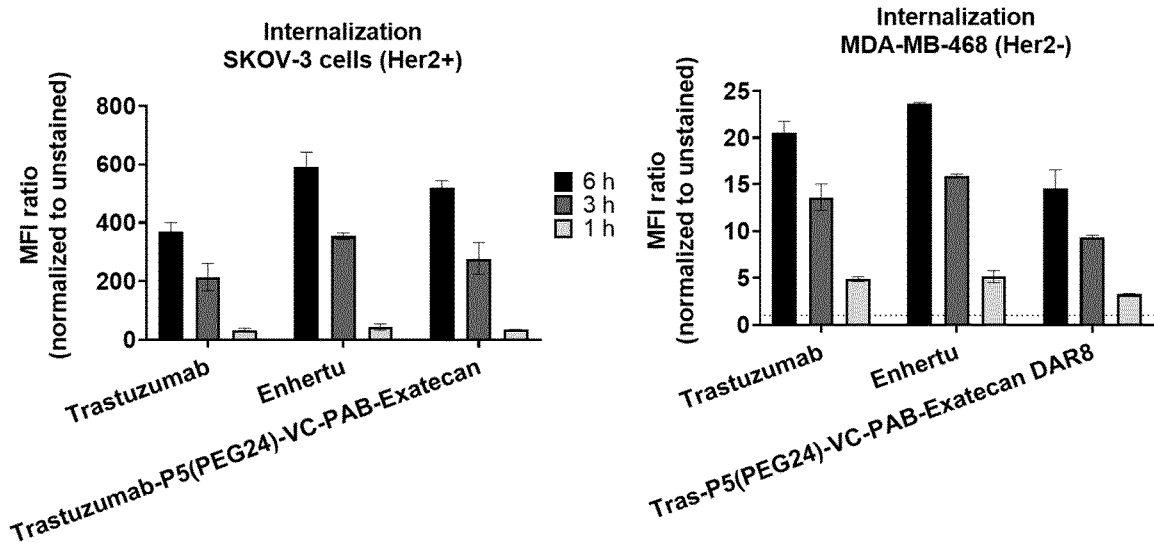 Internalization
SKOV-3 cells (Her2+)
MFI ratio
(normalized to unstained)
800
600
400
200
0
Trastuzumab
Enhertu
Trastuzumab-P5(PEG24)-VC-PAB-Exatecan
6 h
3 h
1 h
Internalization
MDA-MB-468 (Her2-)
MFI ratio
(normalized to unstained)
25
20
15
10
5
0
Trastuzumab
Enhertu
Tras-P5(PEG24)-VC-PAB-Exatecan DAR8